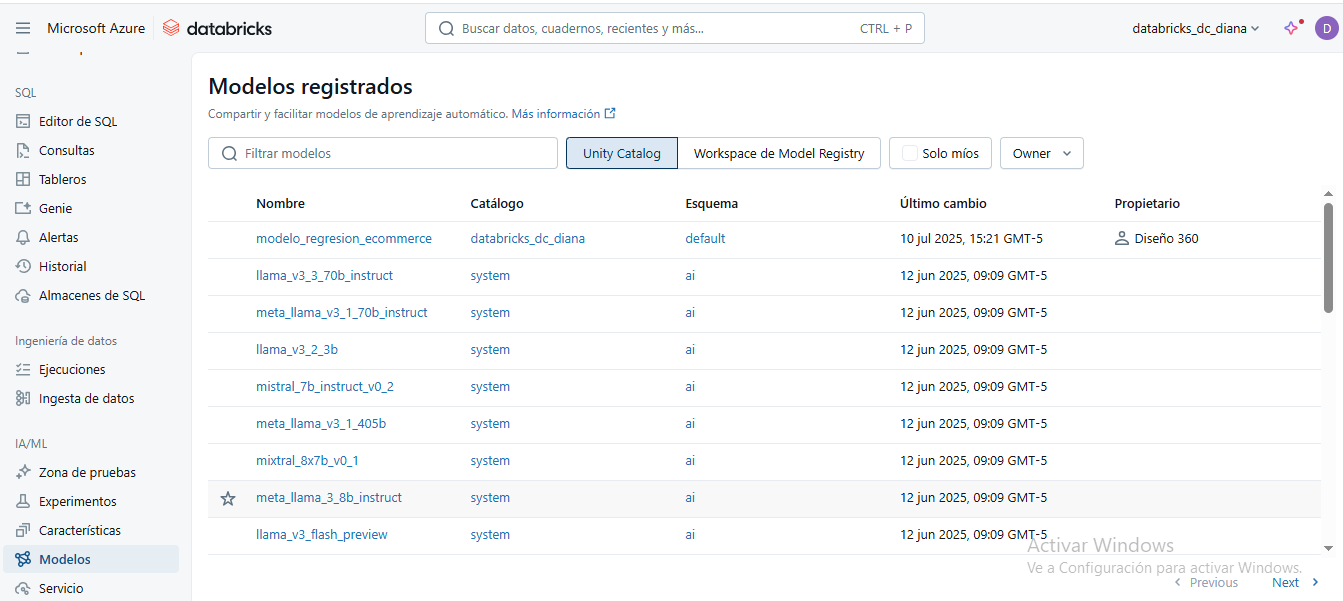 Microsoft Azure databricks Buscar datos, cuadernos, recientes y más... CTRL + P databricks_dc_diana D
SQL
Editor de SQL
Consultas
Tableros
Genie
Alertas
Historial
Almacenes de SQL
Ingeniería de datos
Ejecuciones
Ingesta de datos
IA/ML
Zona de pruebas
Experimentos
Características
Modelos
Servicio
Modelos registrados
Compartir y facilitar modelos de aprendizaje automático. Más información
Filtrar modelos Unity Catalog Workspace de Model Registry Solo míos Owner
Nombre Catálogo Esquema Último cambio Propietario
modelo_regresion_ecommerce databricks_dc_diana default 10 jul 2025, 15:21 GMT-5 Diseño 360
llama_v3_3_70b_instruct system ai 12 jun 2025, 09:09 GMT-5
meta_llama_v3_1_70b_instruct system ai 12 jun 2025, 09:09 GMT-5
llama_v3_2_3b system ai 12 jun 2025, 09:09 GMT-5
mistral_7b_instruct_v0_2 system ai 12 jun 2025, 09:09 GMT-5
meta_llama_v3_1_405b system ai 12 jun 2025, 09:09 GMT-5
mixtral_8x7b_v0_1 system ai 12 jun 2025, 09:09 GMT-5
meta_llama_3_8b_instruct system ai 12 jun 2025, 09:09 GMT-5
llama_v3_flash_preview system ai 12 jun 2025, 09:09 GMT-5
Activar Windows
Ve a Configuración para activar Windows.
Previous Next